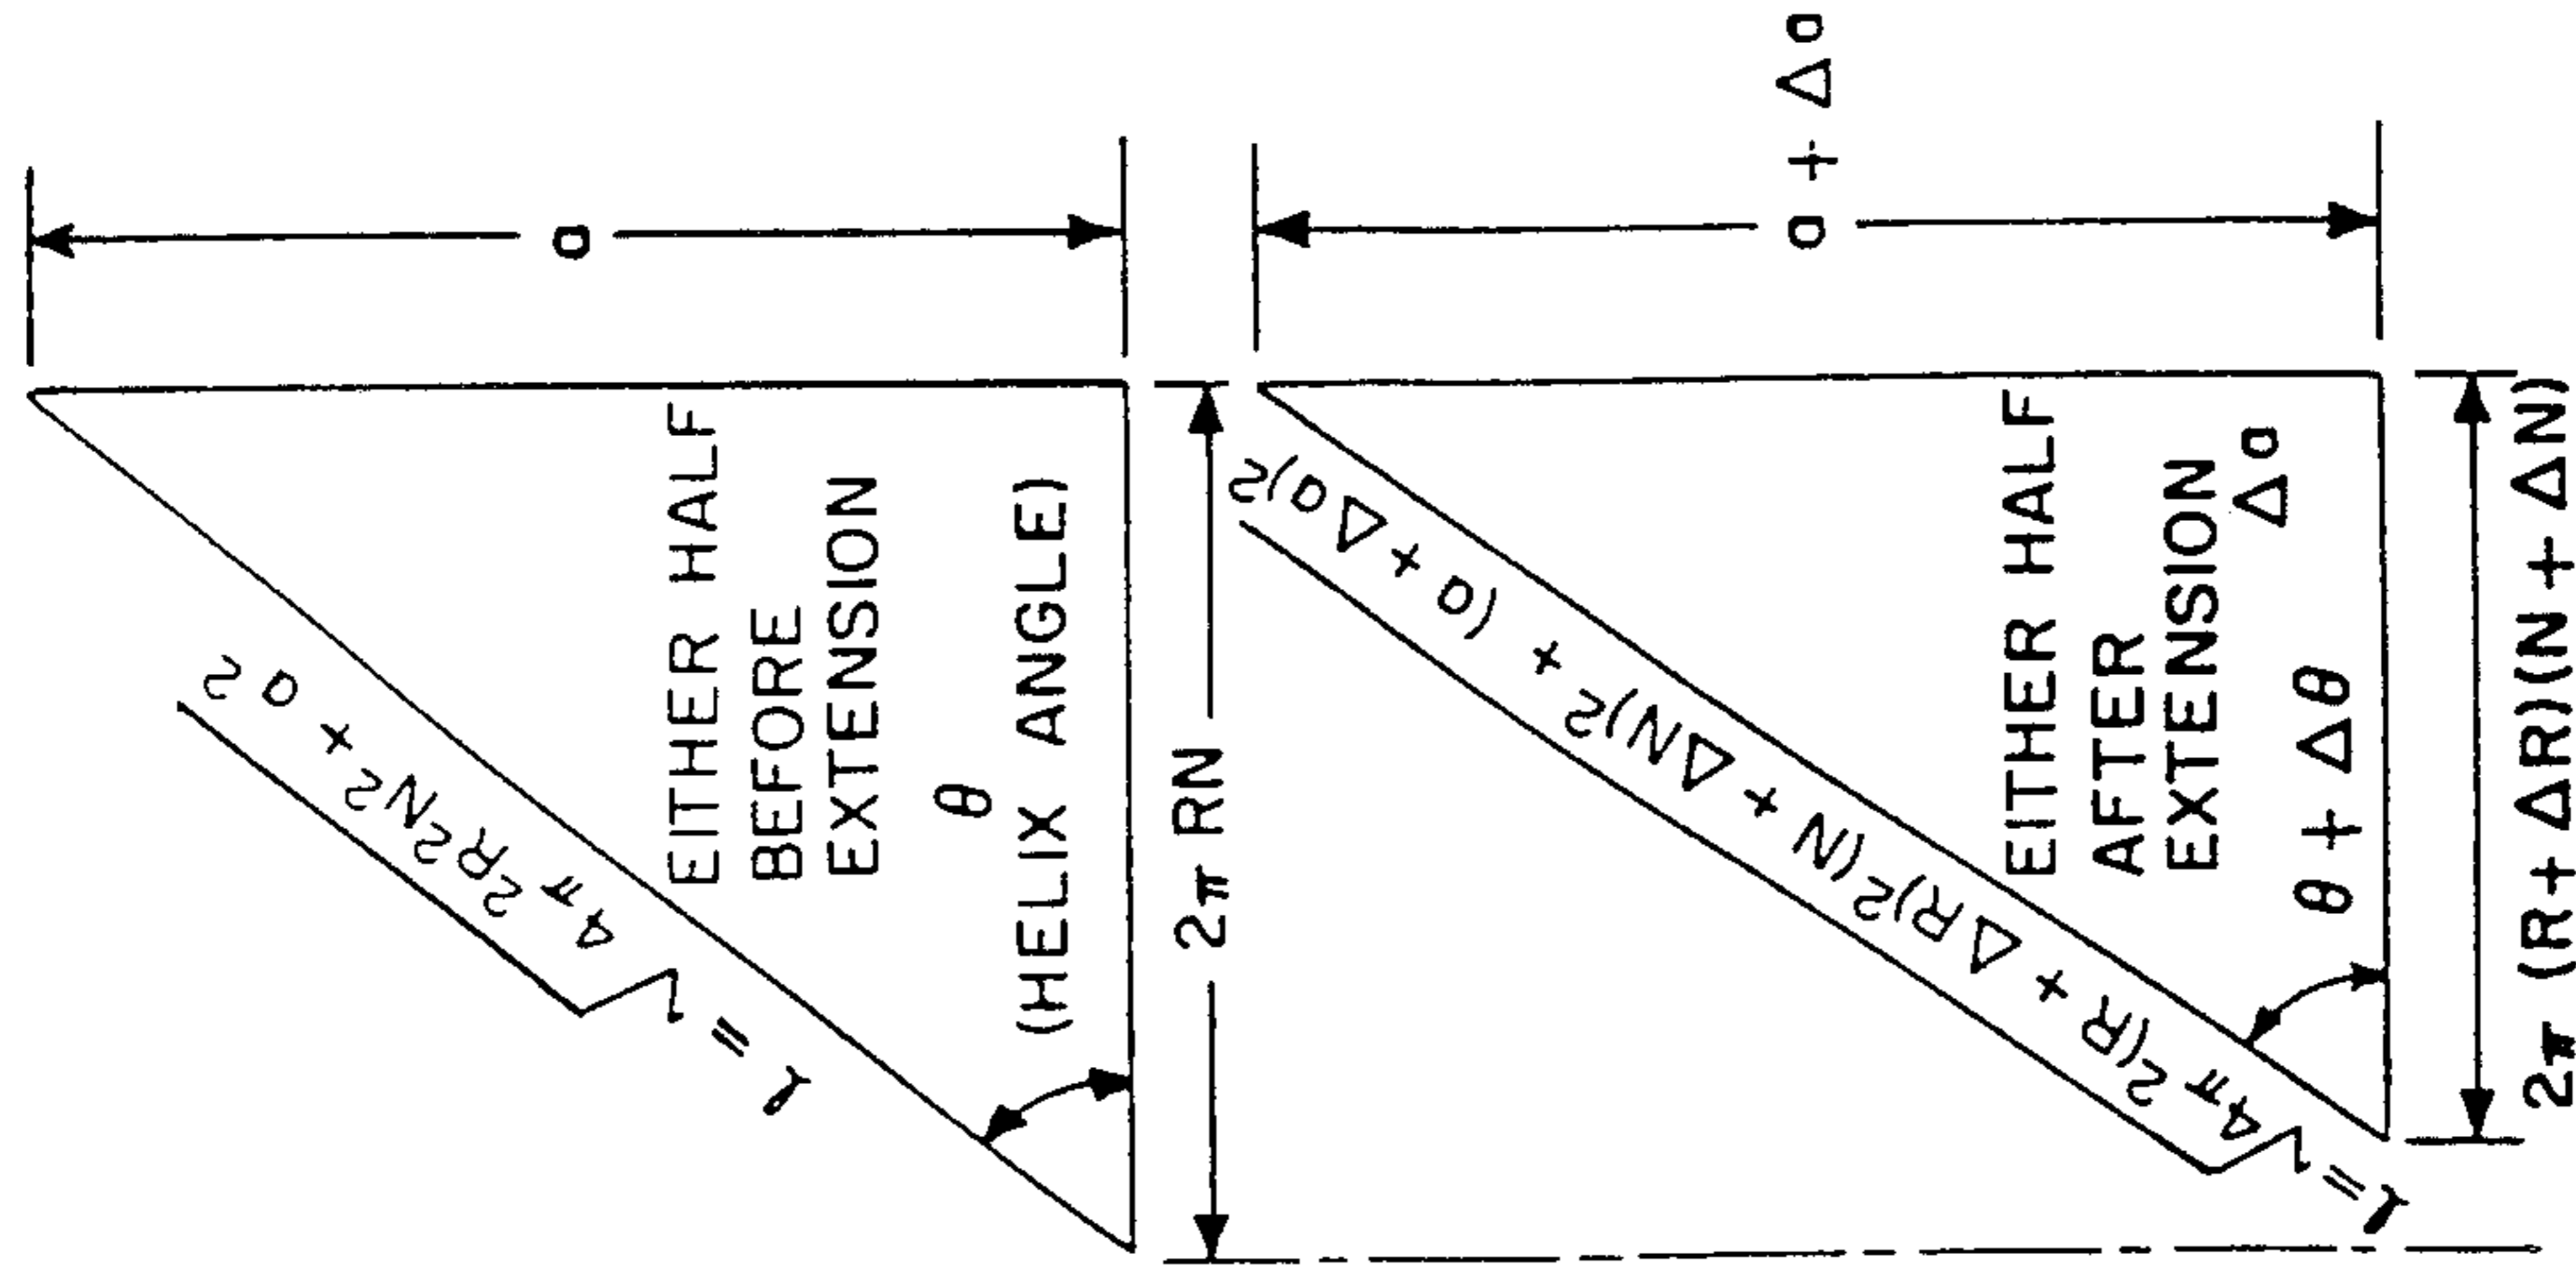 a
l = √4π²R²N² + a²
EITHER HALF
BEFORE
EXTENSION
θ
(HELIX ANGLE)
2π RN
a + Δa
l = √4π²(R + ΔR)²(N + ΔN)² + (a + Δa)²
EITHER HALF
AFTER
EXTENSION
Δa
θ + Δθ
2π (R + ΔR)(N + ΔN)